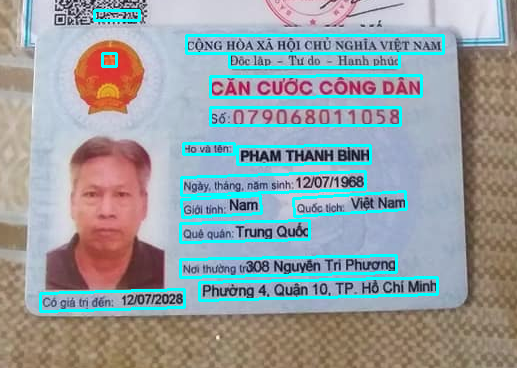 CỘNG HÒA XÃ HỘI CHỦ NGHĨA VIỆT NAM
Độc lập - Tự do - Hạnh phúc
CĂN CƯỚC CÔNG DÂN
Số: 079068011058
Họ và tên: PHẠM THANH BÌNH
Ngày, tháng, năm sinh: 12/07/1968
Giới tính: Nam Quốc tịch: Việt Nam
Quê quán: Trung Quốc
Nơi thường tr 308 Nguyễn Tri Phương
Phường 4, Quận 10, TP. Hồ Chí Minh
Có giá trị đến: 12/07/2028